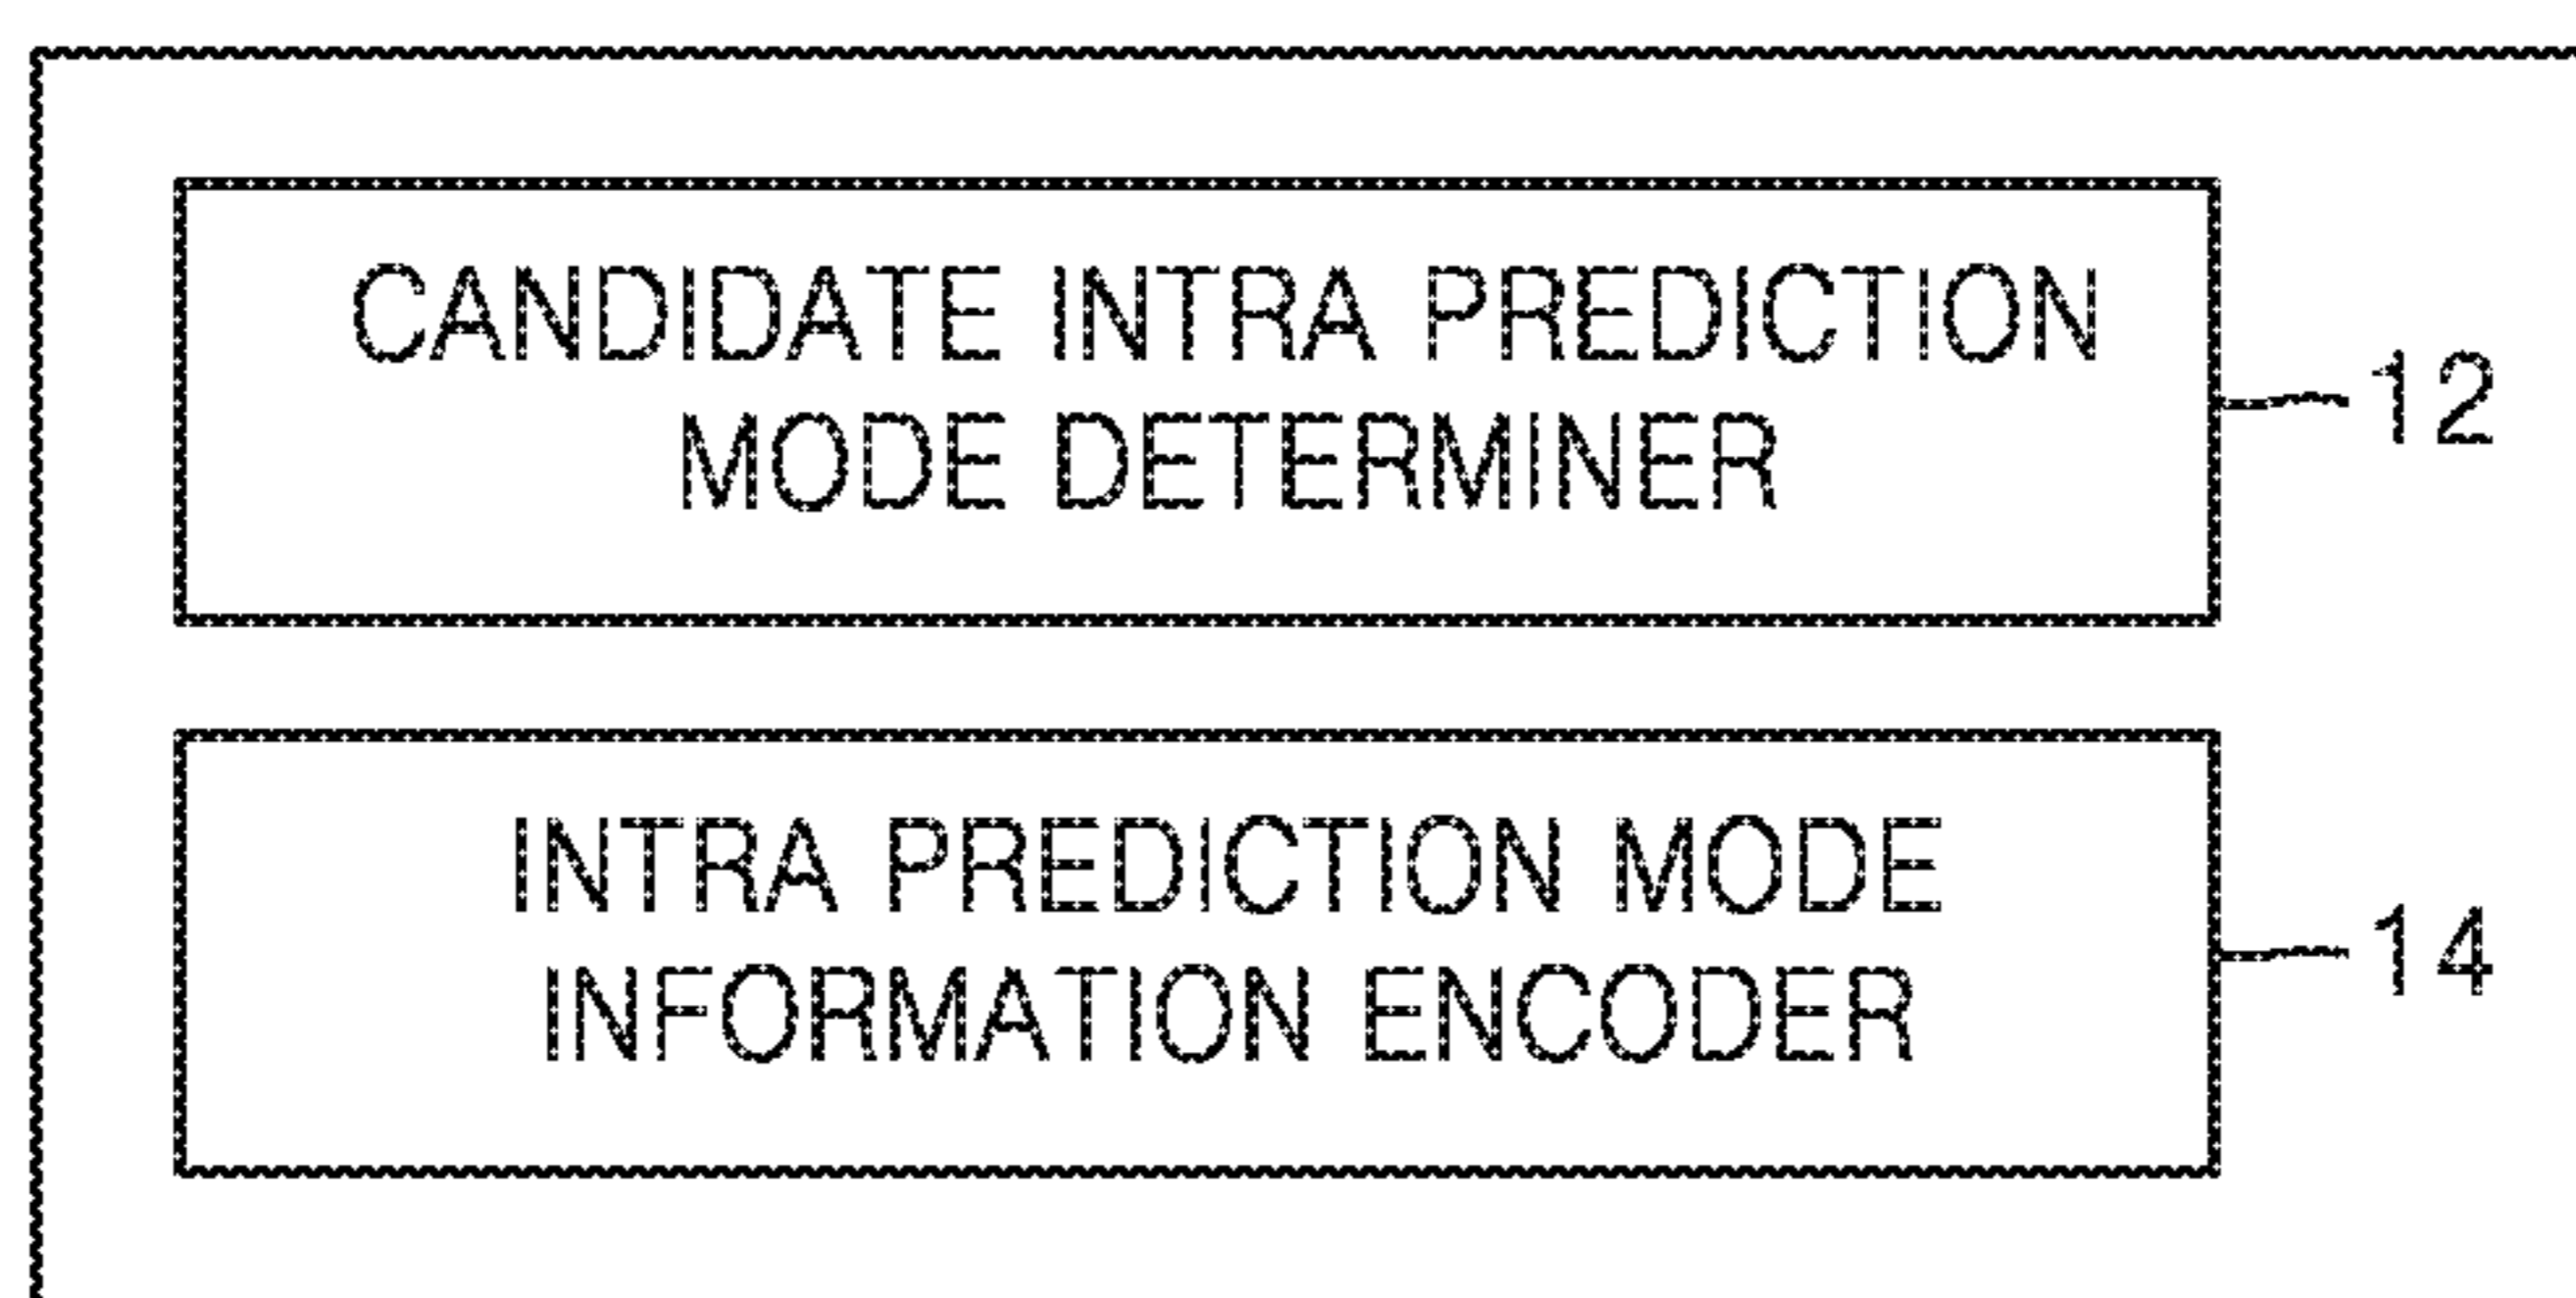 CANDIDATE INTRA PREDICTION
MODE DETERMINER
12
INTRA PREDICTION MODE
INFORMATION ENCODER
14